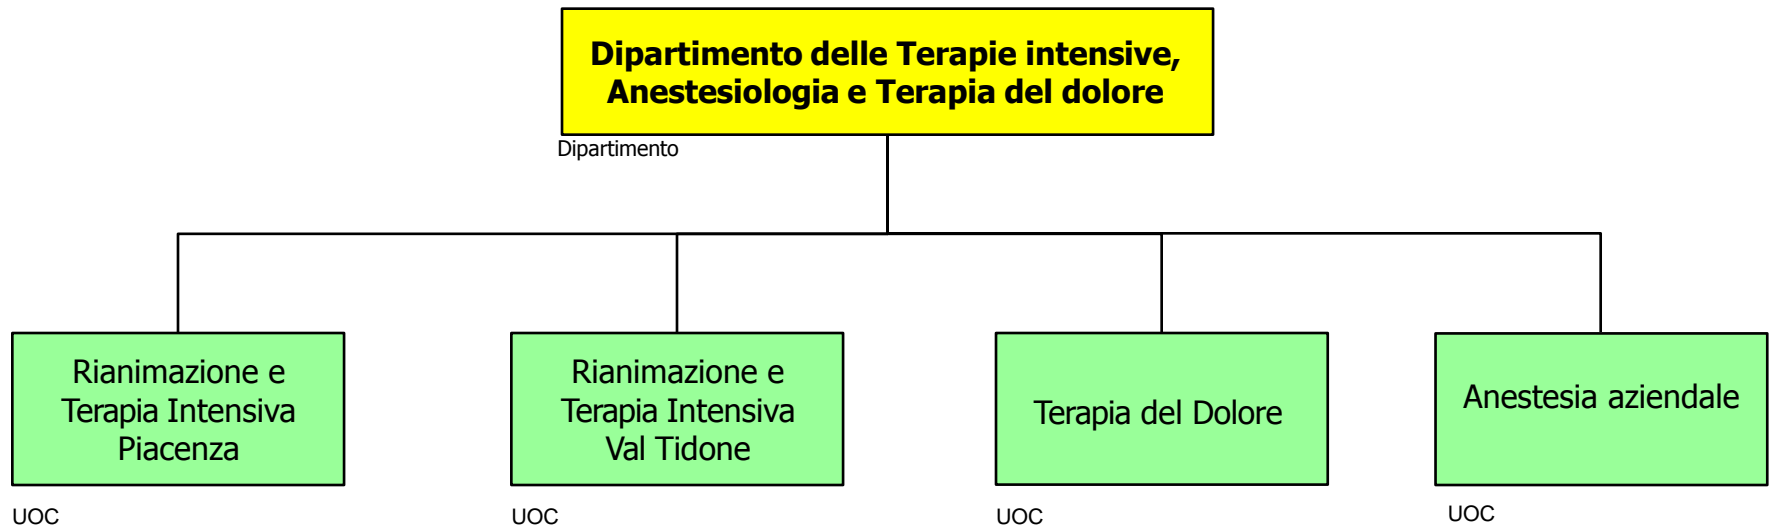 Dipartimento delle Terapie intensive,
Anestesiologia e Terapia del dolore
Dipartimento
Rianimazione e
Terapia Intensiva
Piacenza
UOC
Rianimazione e
Terapia Intensiva
Val Tidone
UOC
Terapia del Dolore
UOC
Anestesia aziendale
UOC